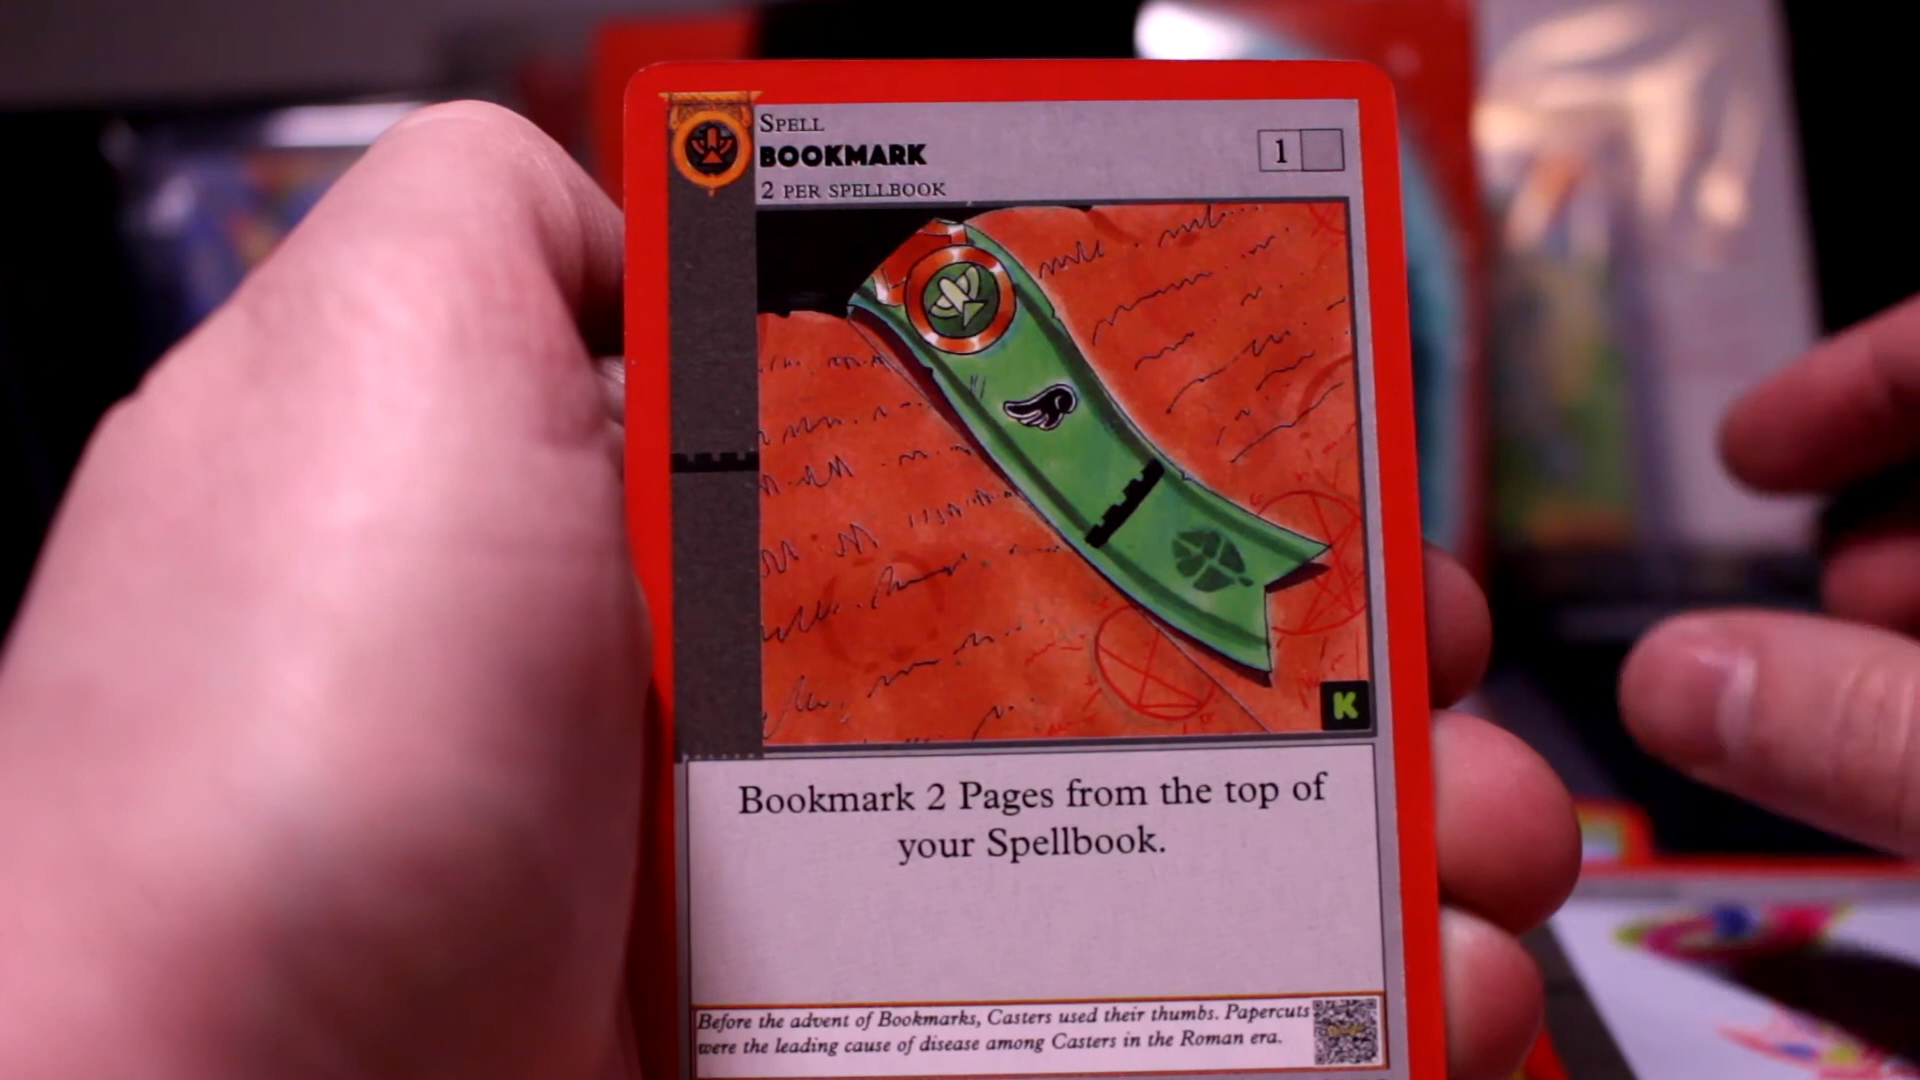 SPELL
BOOKMARK
2 PER SPELLBOOK
1
K
Bookmark 2 Pages from the top of
your Spellbook.
Before the advent of Bookmarks, Casters used their thumbs. Papercuts
were the leading cause of disease among Casters in the Roman era.